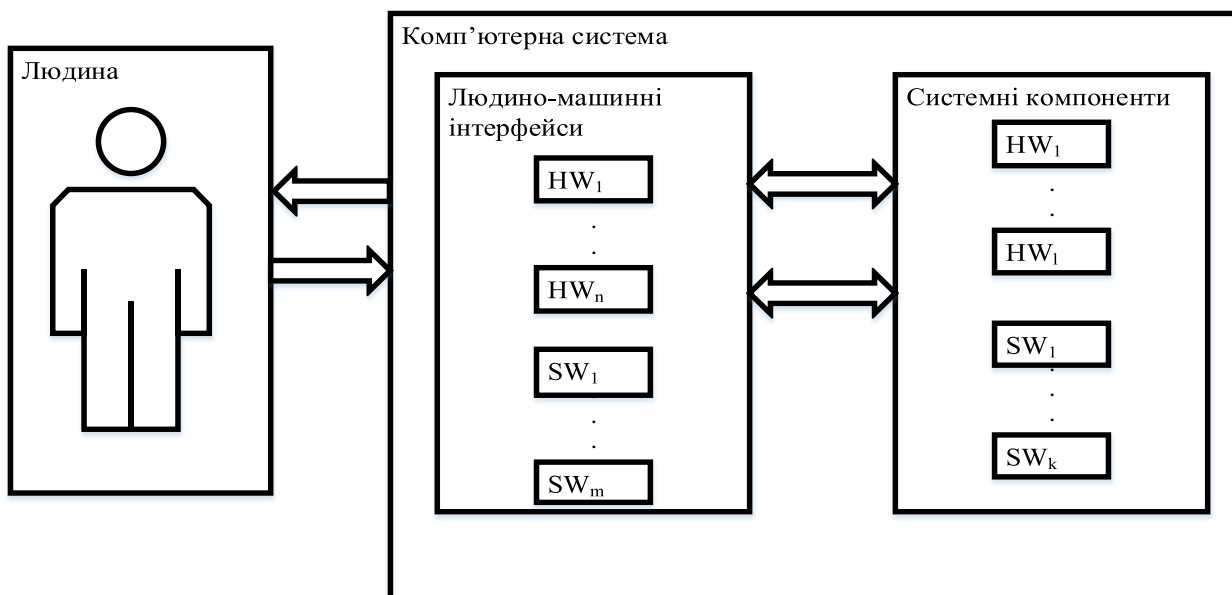 Людина
Комп’ютерна система
Людино-машинні
інтерфейси
HW₁
.
.
HWₙ
SW₁
.
.
SWₘ
Системні компоненти
HW₁
.
.
HWₗ
SW₁
.
.
.
SWₖ